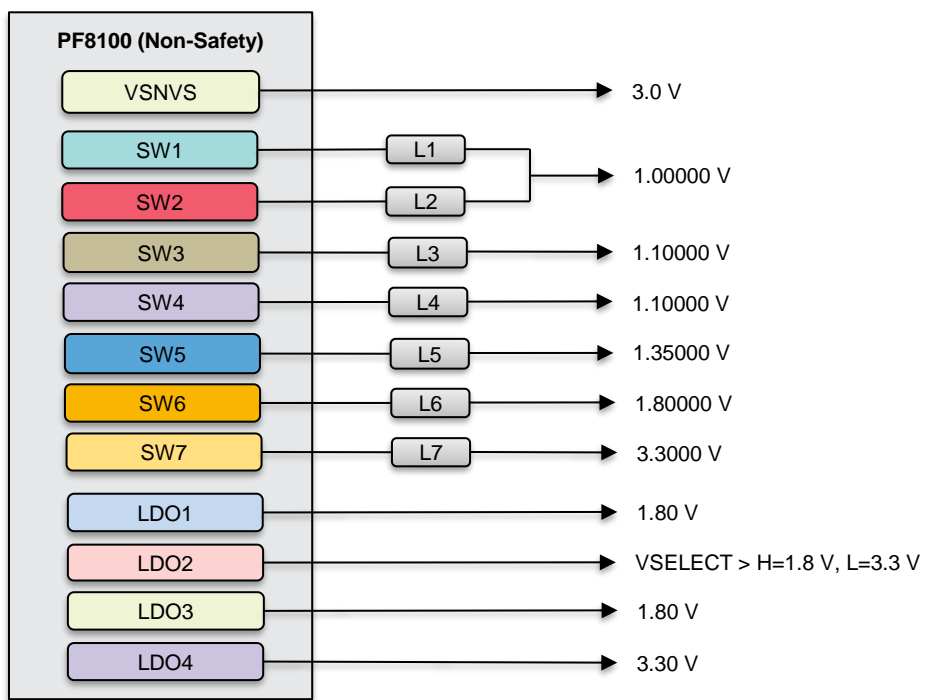 PF8100 (Non-Safety)
VSNVS
3.0 V
SW1
L1
1.00000 V
SW2
L2
SW3
L3
1.10000 V
SW4
L4
1.10000 V
SW5
L5
1.35000 V
SW6
L6
1.80000 V
SW7
L7
3.3000 V
LDO1
1.80 V
LDO2
VSELECT > H=1.8 V, L=3.3 V
LDO3
1.80 V
LDO4
3.30 V